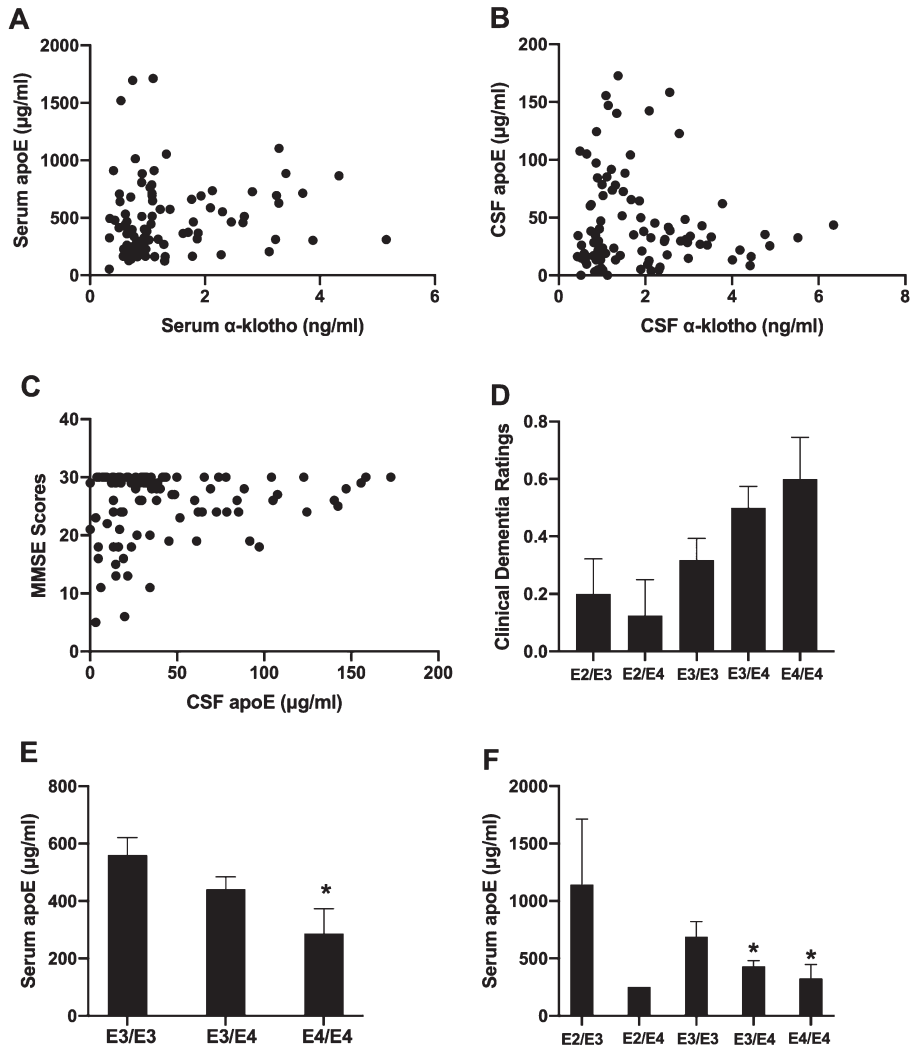 A
Serum apoE (µg/ml)
2000
1500
1000
500
0
0 2 4 6
Serum α-klotho (ng/ml)
B
CSF apoE (µg/ml)
200
150
100
50
0
0 2 4 6 8
CSF α-klotho (ng/ml)
C
MMSE Scores
40
30
20
10
0
0 50 100 150 200
CSF apoE (µg/ml)
D
Clinical Dementia Ratings
0.8
0.6
0.4
0.2
0.0
E2/E3 E2/E4 E3/E3 E3/E4 E4/E4
E
Serum apoE (µg/ml)
800
600
400
200
0
*
E3/E3 E3/E4 E4/E4
F
Serum apoE (µg/ml)
2000
1500
1000
500
0
* *
E2/E3 E2/E4 E3/E3 E3/E4 E4/E4